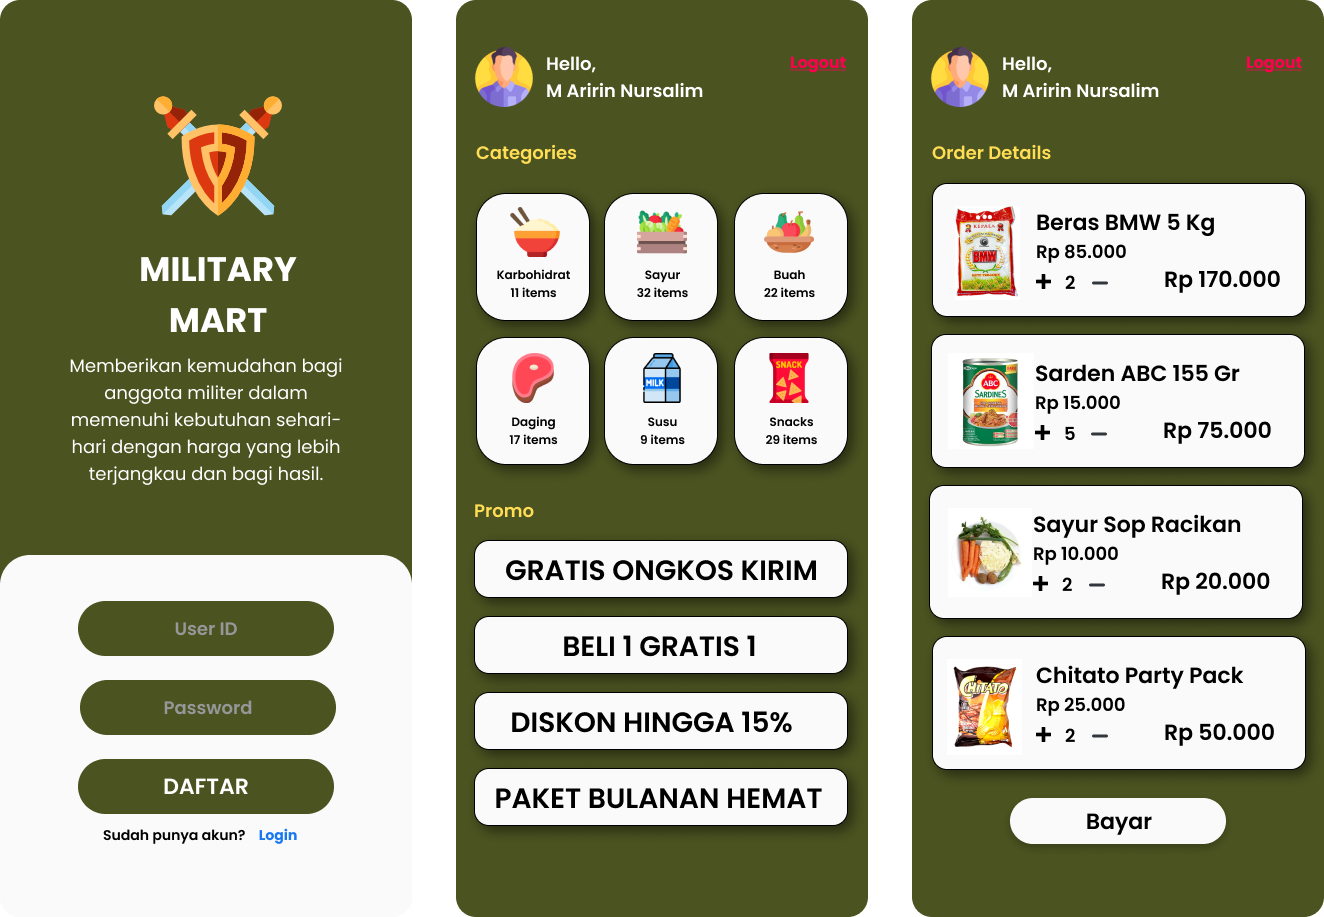 MILITARY
MART
Memberikan kemudahan bagi
anggota militer dalam
memenuhi kebutuhan sehari-
hari dengan harga yang lebih
terjangkau dan bagi hasil.
User ID
Password
DAFTAR
Sudah punya akun? Login
Hello,
M Aririn Nursalim
Logout
Categories
Karbohidrat
11 items
Sayur
32 items
Buah
22 items
Daging
17 items
MILK
Susu
9 items
SNACK
Snacks
29 items
Promo
GRATIS ONGKOS KIRIM
BELI 1 GRATIS 1
DISKON HINGGA 15%
PAKET BULANAN HEMAT
Hello,
M Aririn Nursalim
Logout
Order Details
KEPALA
BMW
Beras BMW 5 Kg
Rp 85.000
+ 2 −
Rp 170.000
ABC
SARDINES
Sarden ABC 155 Gr
Rp 15.000
+ 5 −
Rp 75.000
Sayur Sop Racikan
Rp 10.000
+ 2 −
Rp 20.000
CHITATO
Chitato Party Pack
Rp 25.000
+ 2 −
Rp 50.000
Bayar